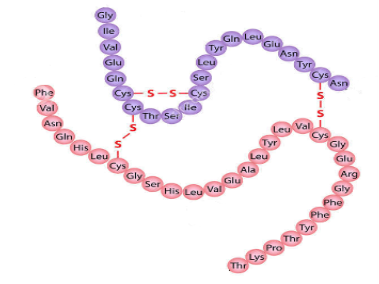 Gly
Ile
Val
Glu
Gln
Cys
Cys
Thr
Ser
Ile
Cys
Ser
Leu
Tyr
Gln
Leu
Glu
Asn
Tyr
Cys
Asn
S
S
S
S
S
S
Phe
Val
Asn
Gln
His
Leu
Cys
Gly
Ser
His
Leu
Val
Glu
Ala
Leu
Tyr
Leu
Val
Cys
Gly
Glu
Arg
Gly
Phe
Phe
Tyr
Thr
Pro
Lys
Thr